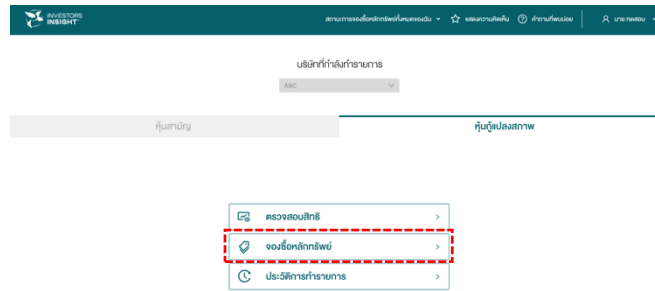 INVESTORS
INSIGHT
สถานะการจองซื้อหลักทรัพย์ทั้งหมดของฉัน
แสดงความคิดเห็น
คำถามที่พบบ่อย
นาย ทดสอบ
บริษัทที่กำลังทำรายการ
ABC
หุ้นสามัญ
หุ้นกู้แปลงสภาพ
ตรวจสอบสิทธิ
จองซื้อหลักทรัพย์
ประวัติการทำรายการ